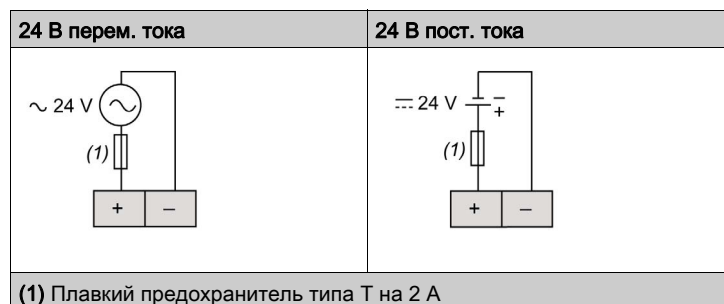 24 В перем. тока
24 В пост. тока
~ 24 V
(1)
+ –
⎓ 24 V
–
+
(1)
+ –
(1) Плавкий предохранитель типа Т на 2 А